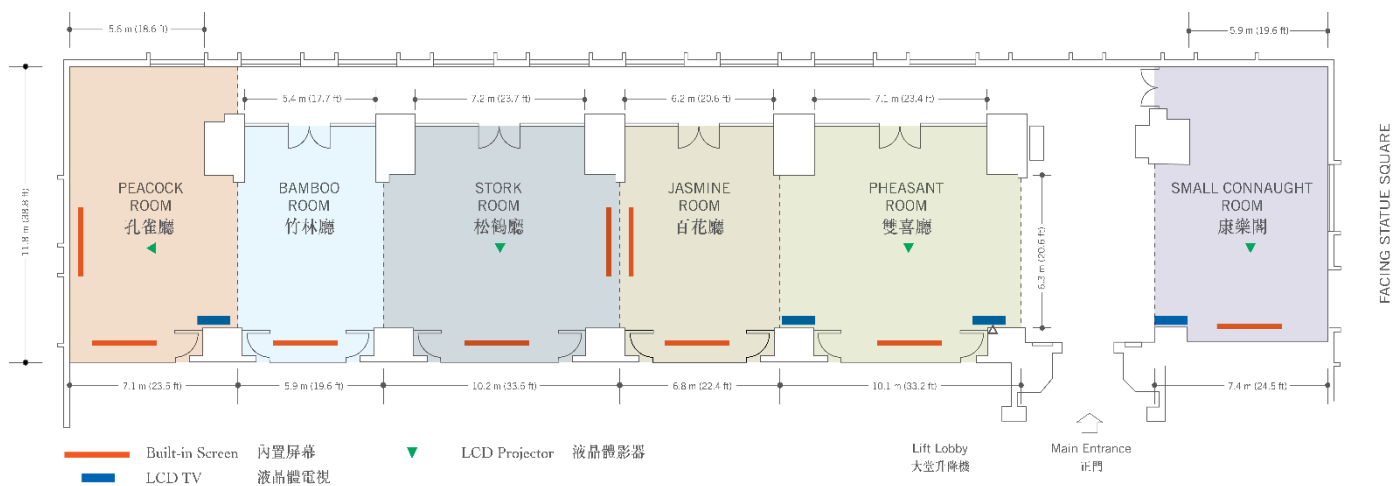 5.6 m (18.6 ft)
5.9 m (19.6 ft)
5.4 m (17.7 ft)
7.2 m (23.7 ft)
6.2 m (20.6 ft)
7.1 m (23.4 ft)
11.8 m (38.8 ft)
PEACOCK
ROOM
孔雀廳
BAMBOO
ROOM
竹林廳
STORK
ROOM
松鶴廳
JASMINE
ROOM
百花廳
PHEASANT
ROOM
雙喜廳
6.3 m (20.6 ft)
SMALL CONNAUGHT
ROOM
康樂閣
FACING STATUE SQUARE
7.1 m (23.5 ft)
5.9 m (19.6 ft)
10.2 m (33.5 ft)
6.8 m (22.4 ft)
10.1 m (33.2 ft)
7.4 m (24.5 ft)
Built-in Screen 內置屏幕
LCD Projector 液晶體影器
LCD TV 液晶體電視
Lift Lobby
大堂升降機
Main Entrance
正門